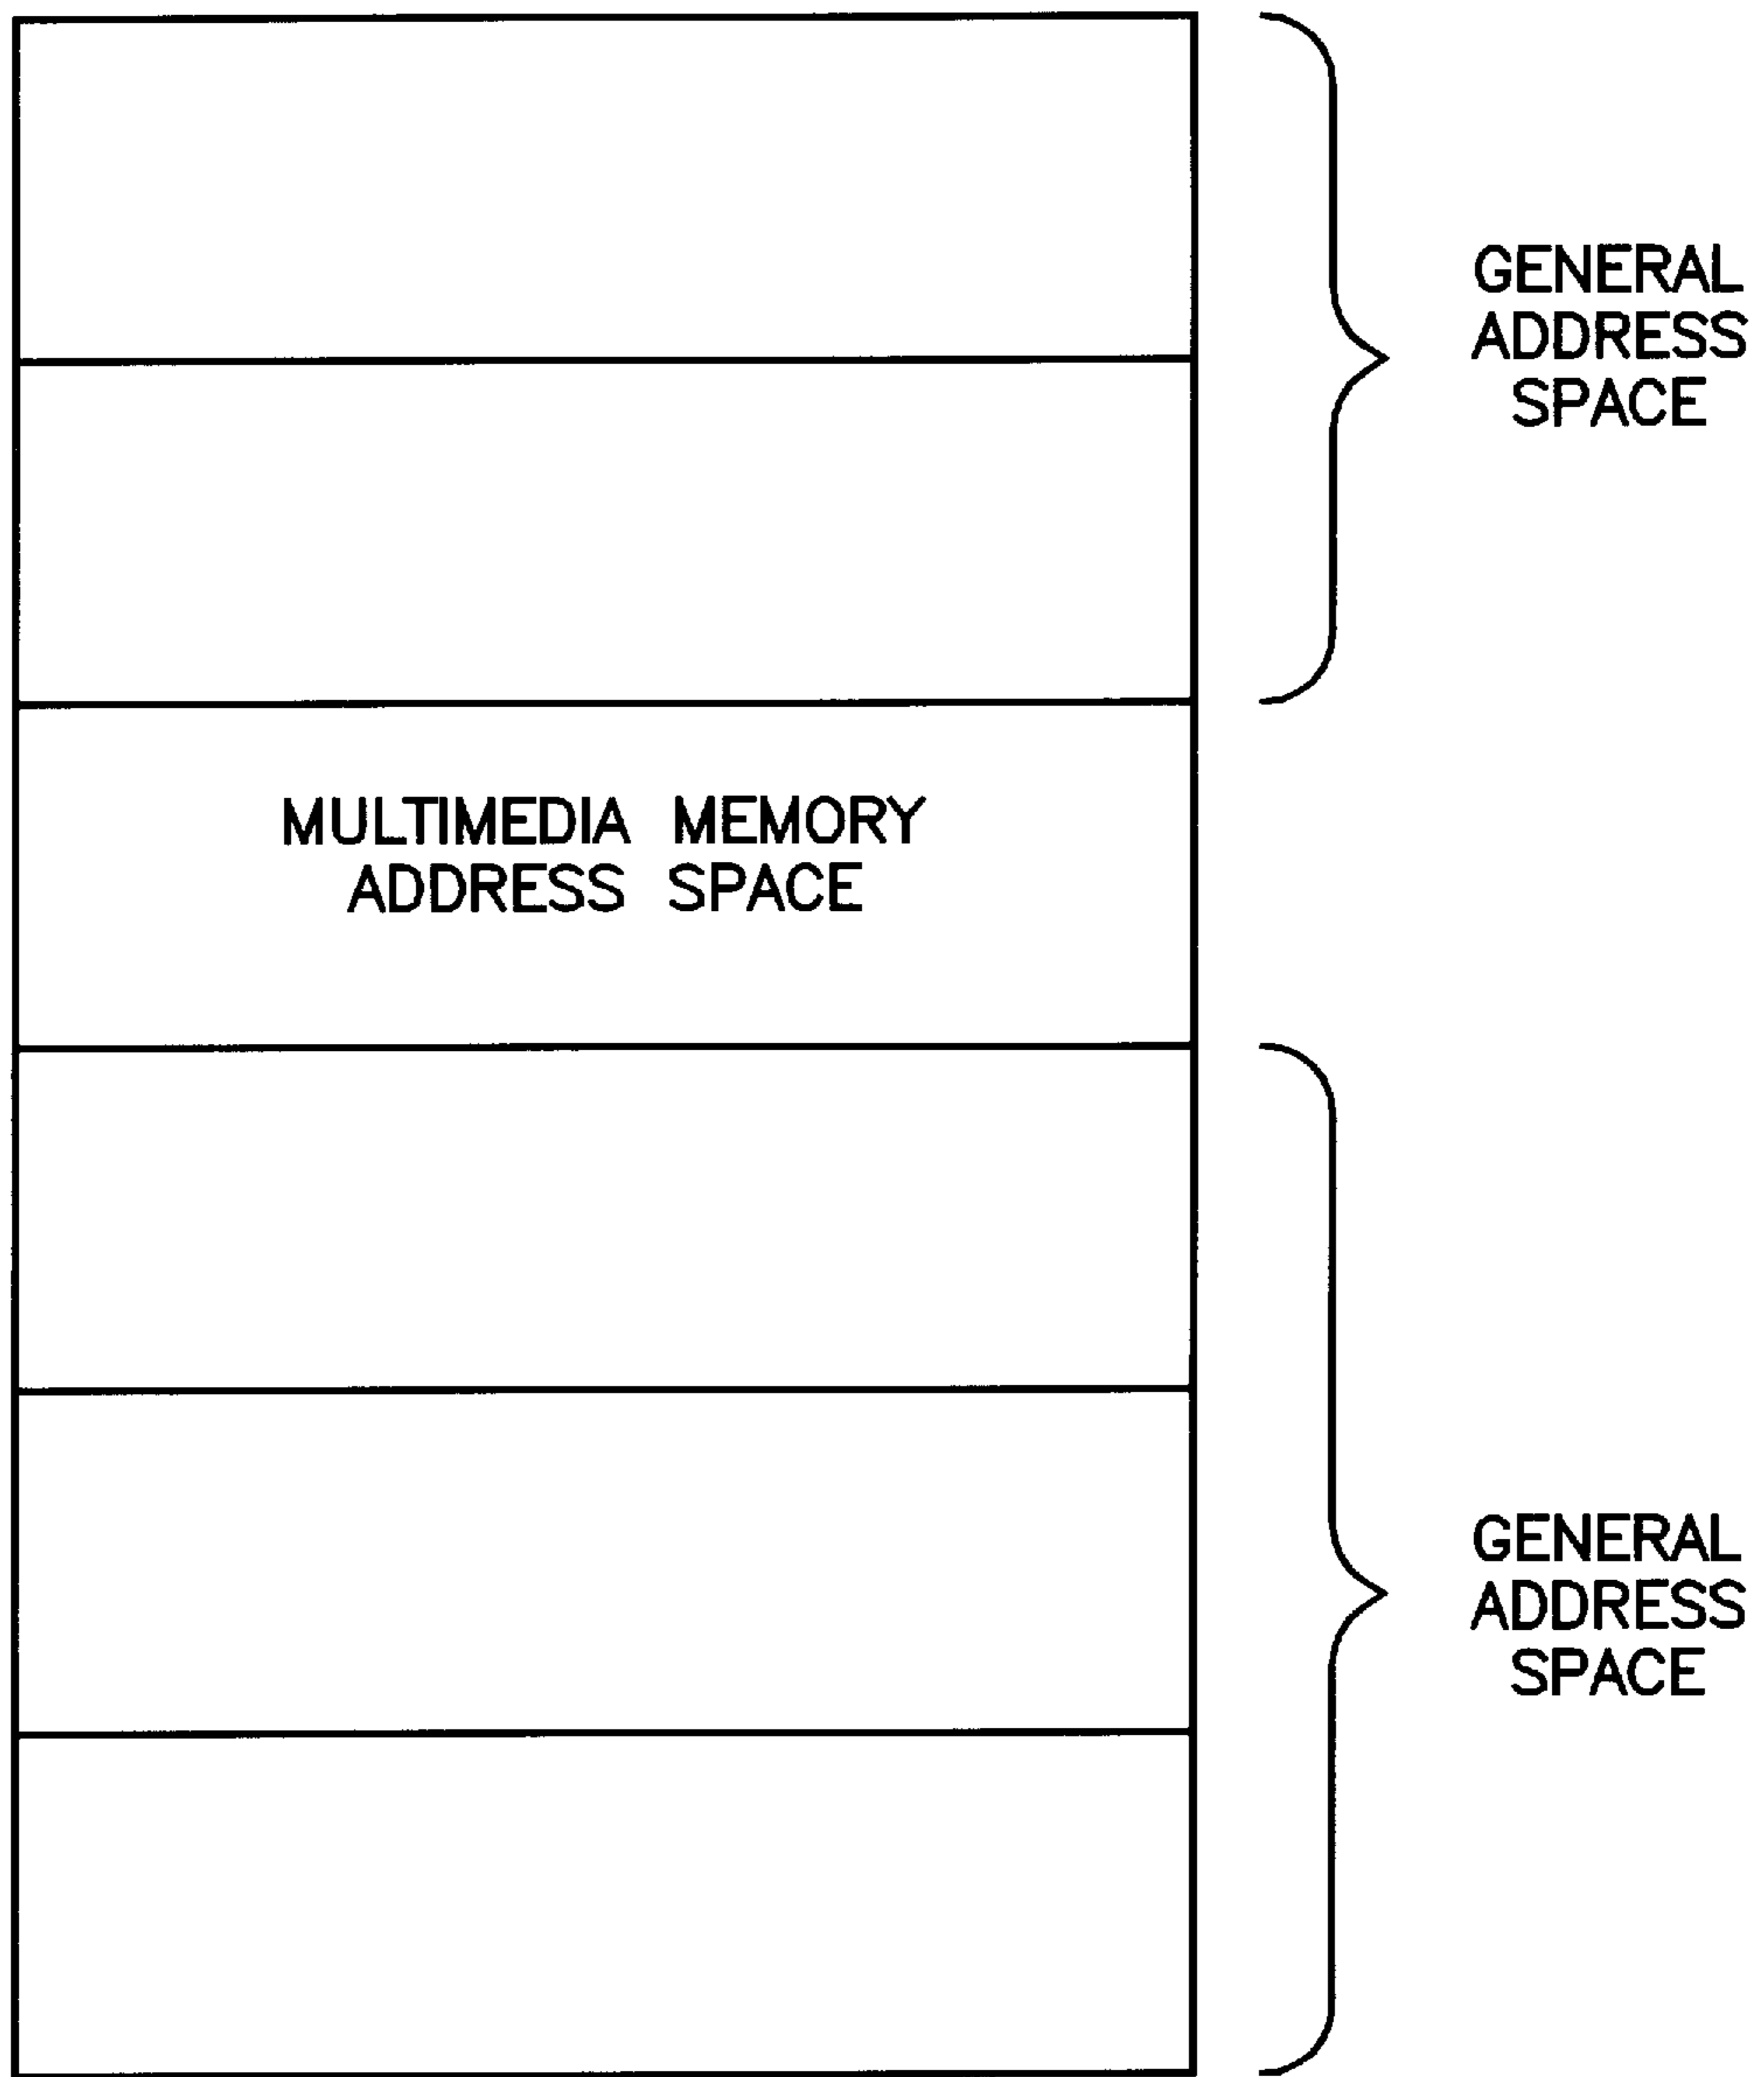 GENERAL
ADDRESS
SPACE
MULTIMEDIA MEMORY
ADDRESS SPACE
GENERAL
ADDRESS
SPACE